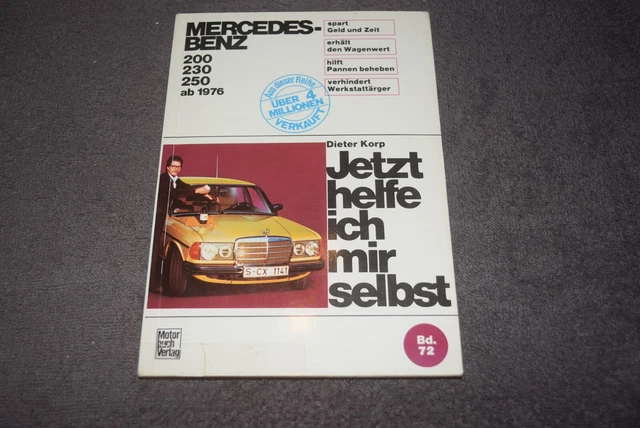 MERCEDES-
BENZ
200
230
250
ab 1976
spart
Geld und Zeit
erhält
den Wagenwert
hilft
Pannen beheben
verhindert
Werkstattärger
Aus dieser Reihe
ÜBER 4
MILLIONEN
VERKAUFT
Dieter Korp
Jetzt
helfe
ich
mir
selbst
S-CX 1141
Motor
buch
Verlag
Bd.
72